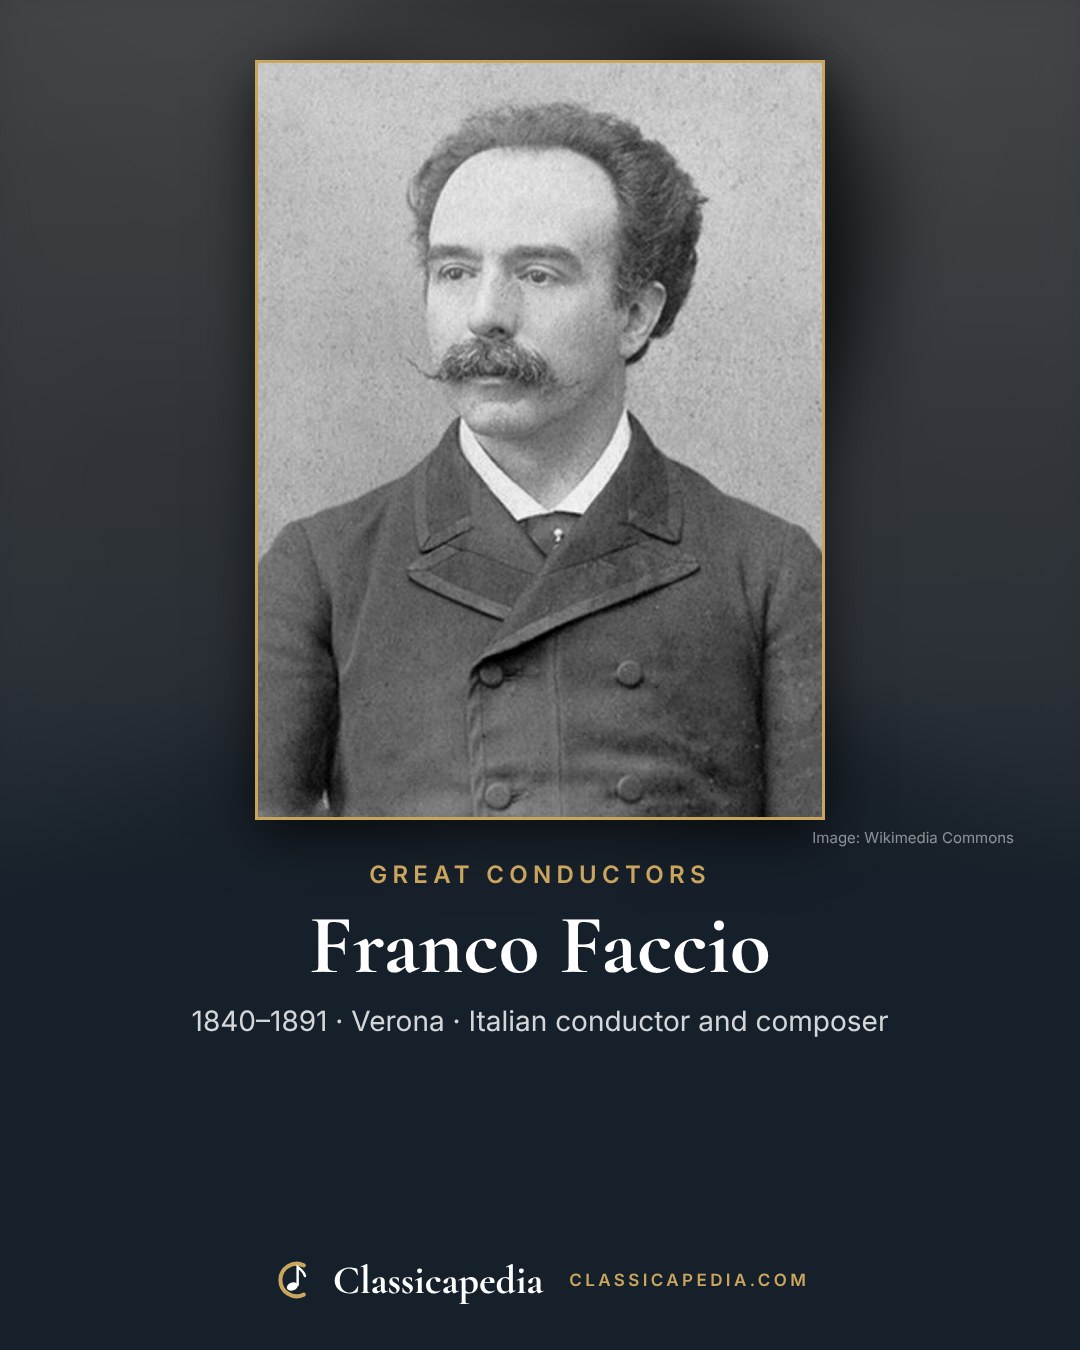 Image: Wikimedia Commons
GREAT CONDUCTORS
Franco Faccio
1840–1891 · Verona · Italian conductor and composer
Classicapedia CLASSICAPEDIA.COM